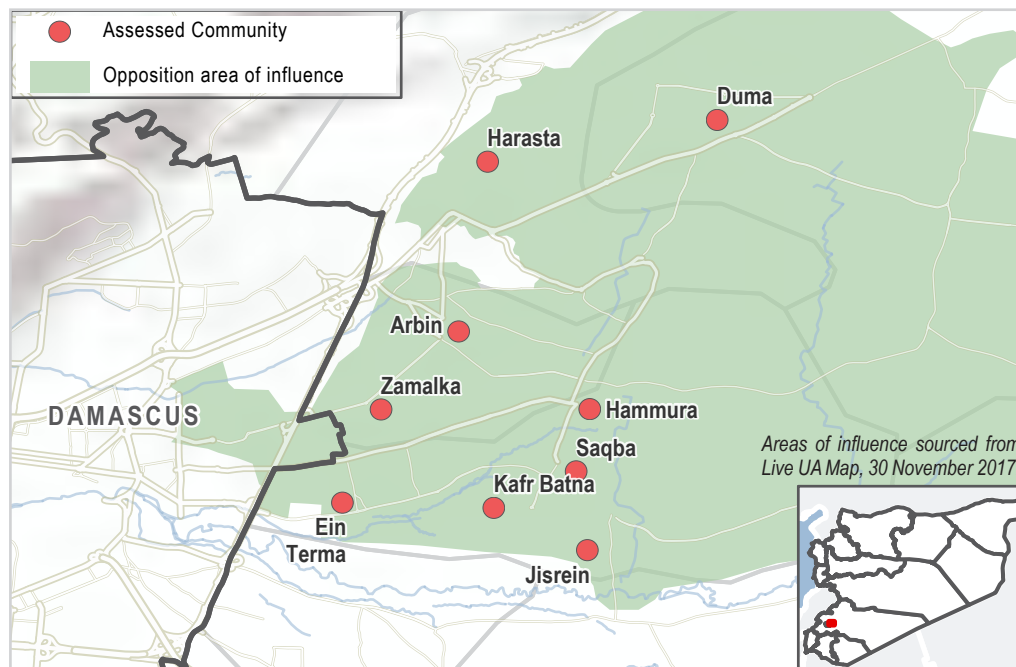 Assessed Community
Opposition area of influence
Duma
Harasta
Arbin
Zamalka
DAMASCUS
Hammura
Saqba
Areas of influence sourced from
Live UA Map, 30 November 2017
Kafr Batna
Ein
Terma
Jisrein